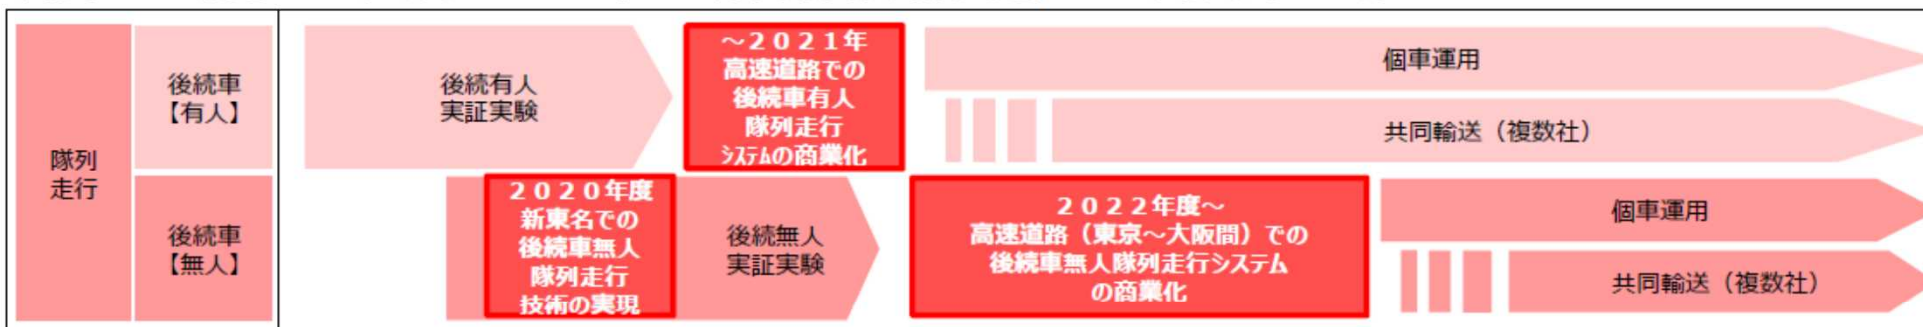 隊列
走行
後続車
【有人】
後続有人
実証実験
～２０２１年
高速道路での
後続車有人
隊列走行
ｼｽﾃﾑの商業化
個車運用
共同輸送（複数社）
後続車
【無人】
２０２０年度
新東名での
後続車無人
隊列走行
技術の実現
後続無人
実証実験
２０２２年度～
高速道路（東京～大阪間）での
後続車無人隊列走行ｼｽﾃﾑ
の商業化
個車運用
共同輸送（複数社）